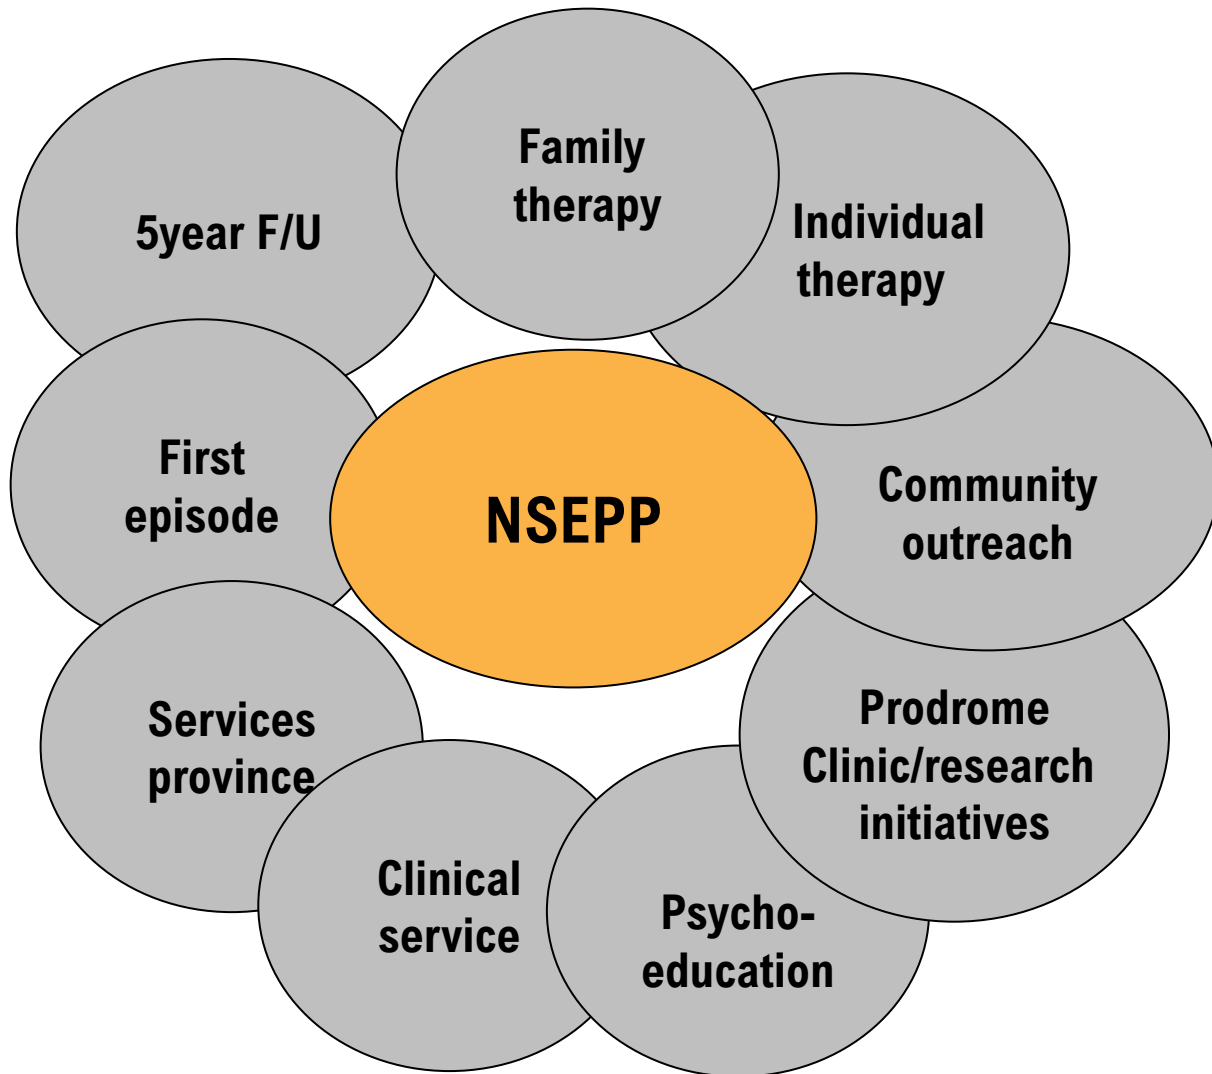 Family
therapy
Individual
therapy
5year F/U
First
episode
NSEPP
Community
outreach
Services
province
Prodrome
Clinic/research
initiatives
Clinical
service
Psycho-
education